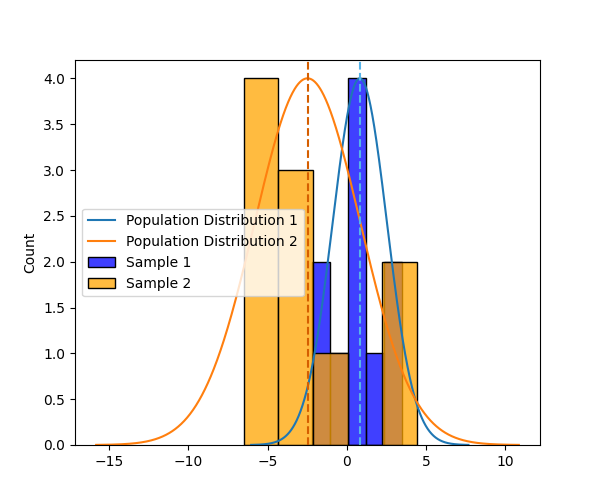 4.0
3.5
3.0
2.5
2.0
1.5
1.0
0.5
0.0
Count
Population Distribution 1
Population Distribution 2
Sample 1
Sample 2
−15 −10 −5 0 5 10